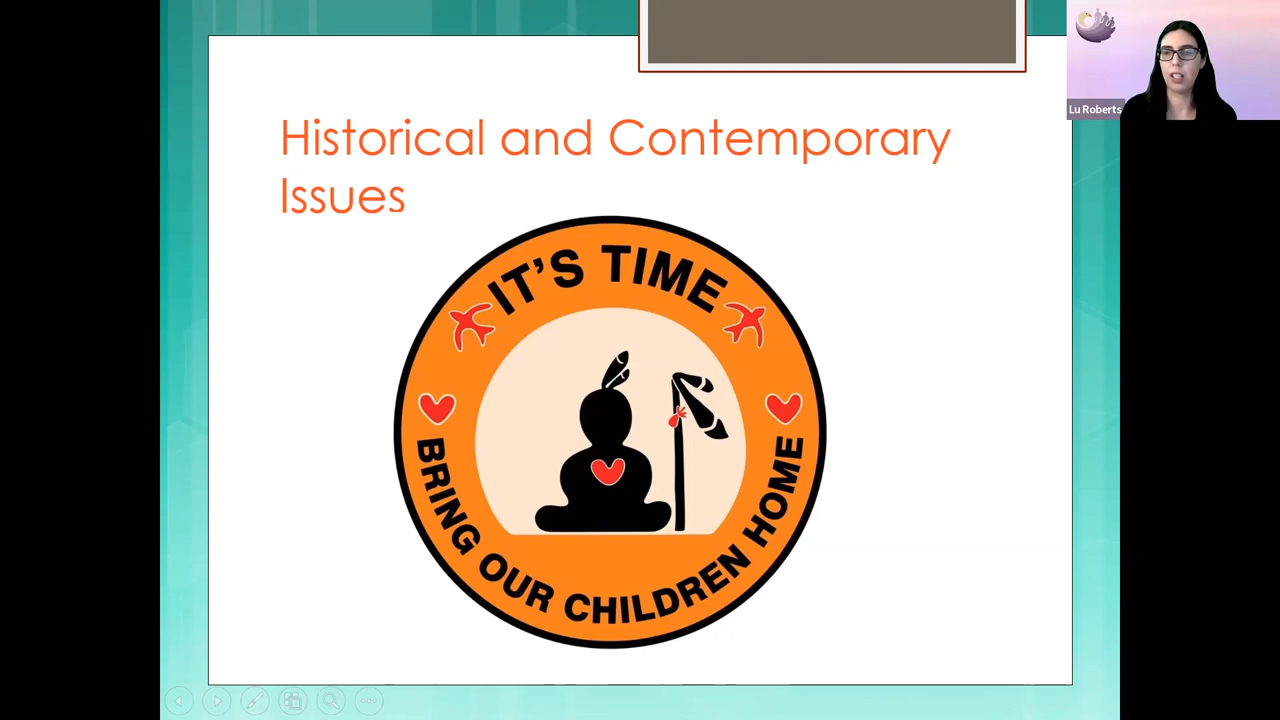 Historical and Contemporary
Issues
IT'S TIME
BRING OUR CHILDREN HOME
Lu Roberts